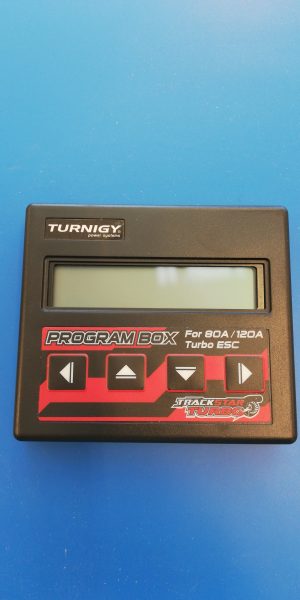 TURNIGY
power systems
PROGRAM BOX
For 80A/120A
Turbo ESC
TRACKSTAR
TURBO